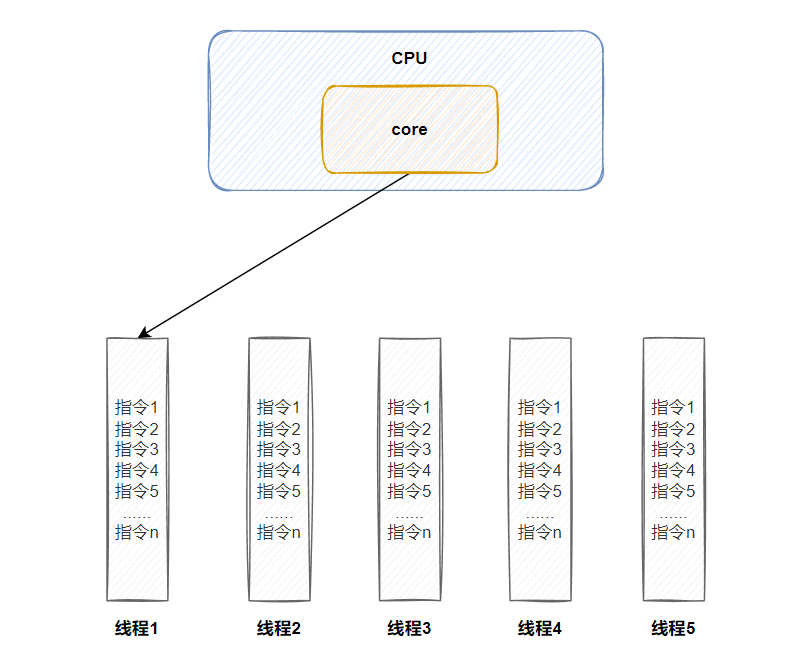 CPU
core
指令1
指令2
指令3
指令4
指令5
......
指令n
线程1
指令1
指令2
指令3
指令4
指令5
......
指令n
线程2
指令1
指令2
指令3
指令4
指令5
......
指令n
线程3
指令1
指令2
指令3
指令4
指令5
......
指令n
线程4
指令1
指令2
指令3
指令4
指令5
......
指令n
线程5